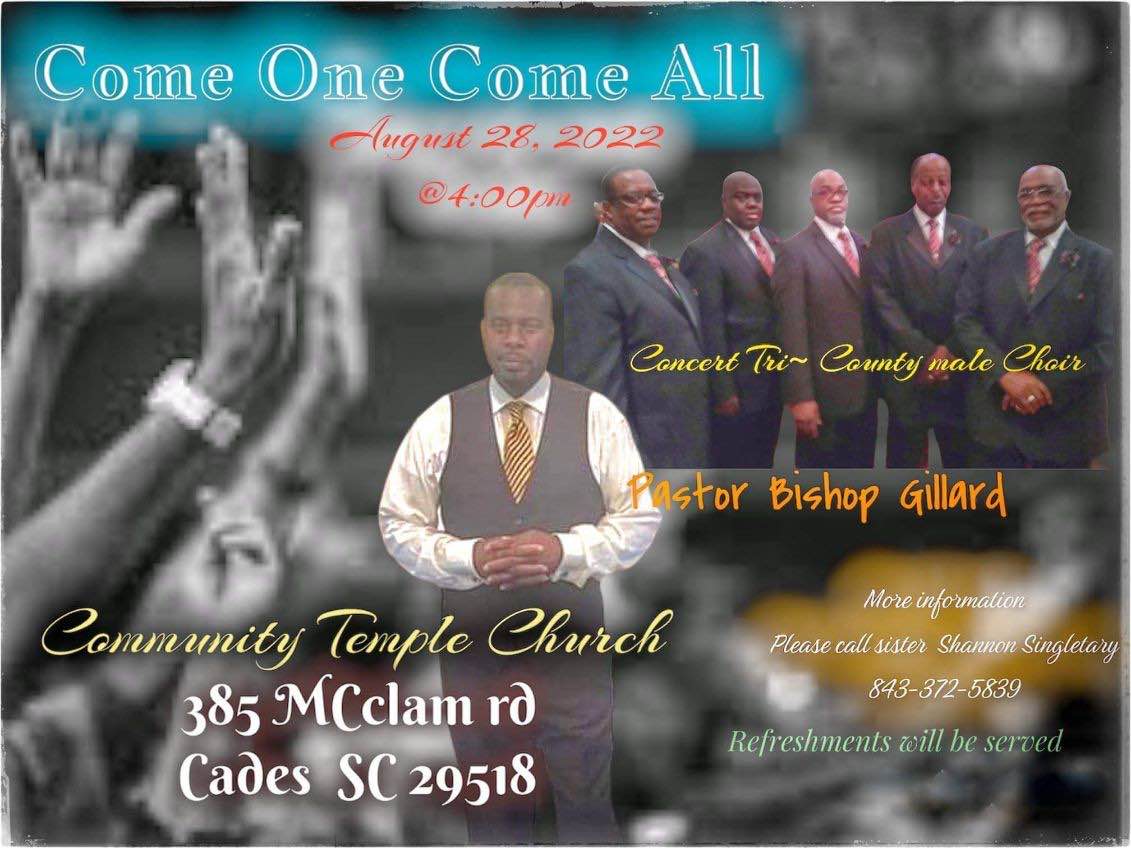 Come One Come All
August 28, 2022
@4:00pm
Concert Tri~ County male Choir
Pastor Bishop Gillard
Community Temple Church
385 MCclam rd
Cades SC 29518
More information
Please call sister Shannon Singletary
843-372-5839
Refreshments will be served